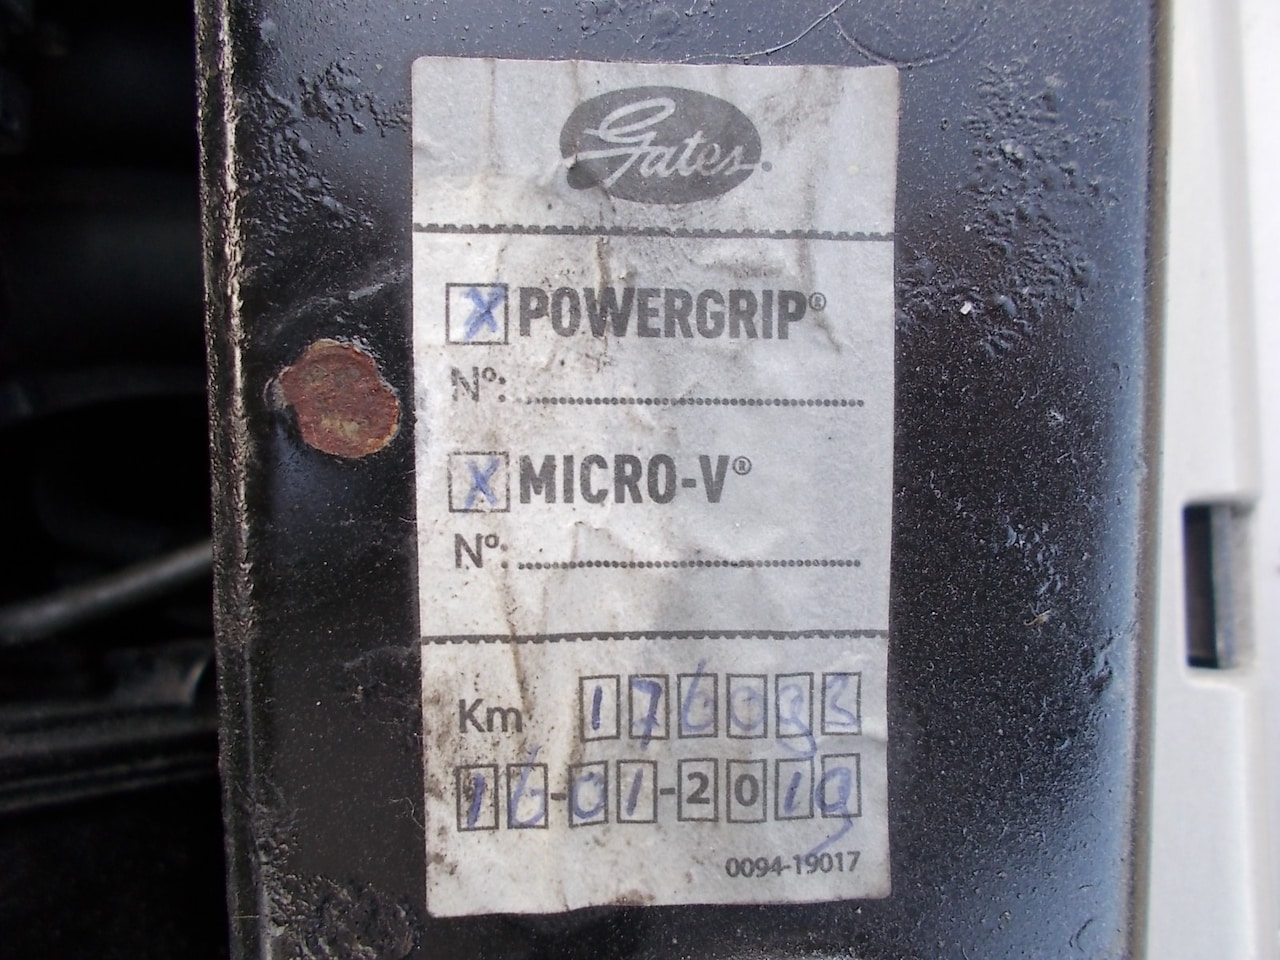 Gates
X POWERGRIP®
Nº:
X MICRO-V®
Nº:
Km 176093
16-01-2019
0094-19017